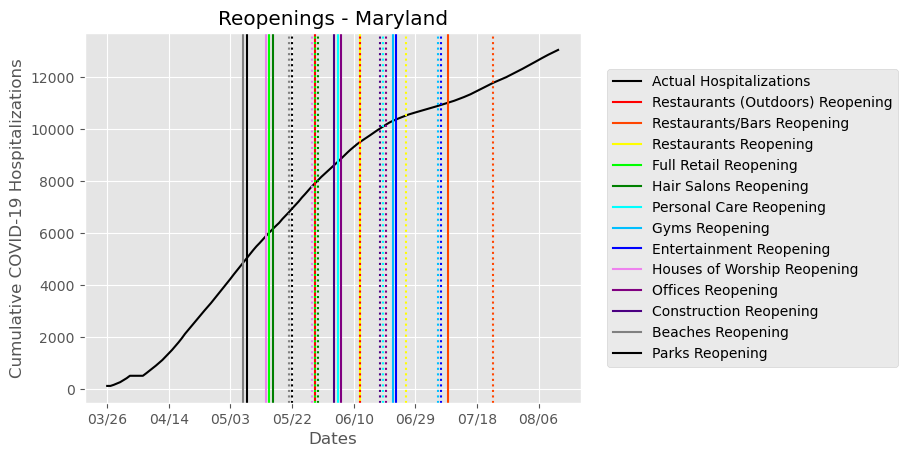 Reopenings - Maryland
Cumulative COVID-19 Hospitalizations
12000
10000
8000
6000
4000
2000
0
03/26 04/14 05/03 05/22 06/10 06/29 07/18 08/06
Dates
Actual Hospitalizations
Restaurants (Outdoors) Reopening
Restaurants/Bars Reopening
Restaurants Reopening
Full Retail Reopening
Hair Salons Reopening
Personal Care Reopening
Gyms Reopening
Entertainment Reopening
Houses of Worship Reopening
Offices Reopening
Construction Reopening
Beaches Reopening
Parks Reopening